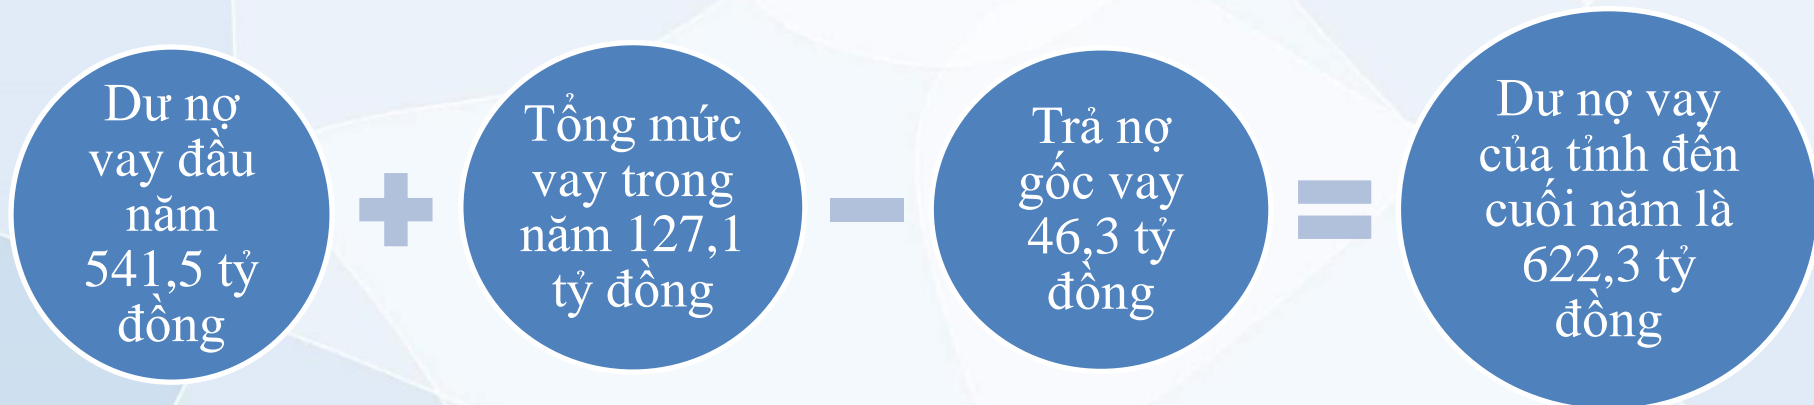 Dư nợ
vay đầu
năm
541,5 tỷ
đồng
Tổng mức
vay trong
năm 127,1
tỷ đồng
Trả nợ
gốc vay
46,3 tỷ
đồng
Dư nợ vay
của tỉnh đến
cuối năm là
622,3 tỷ
đồng